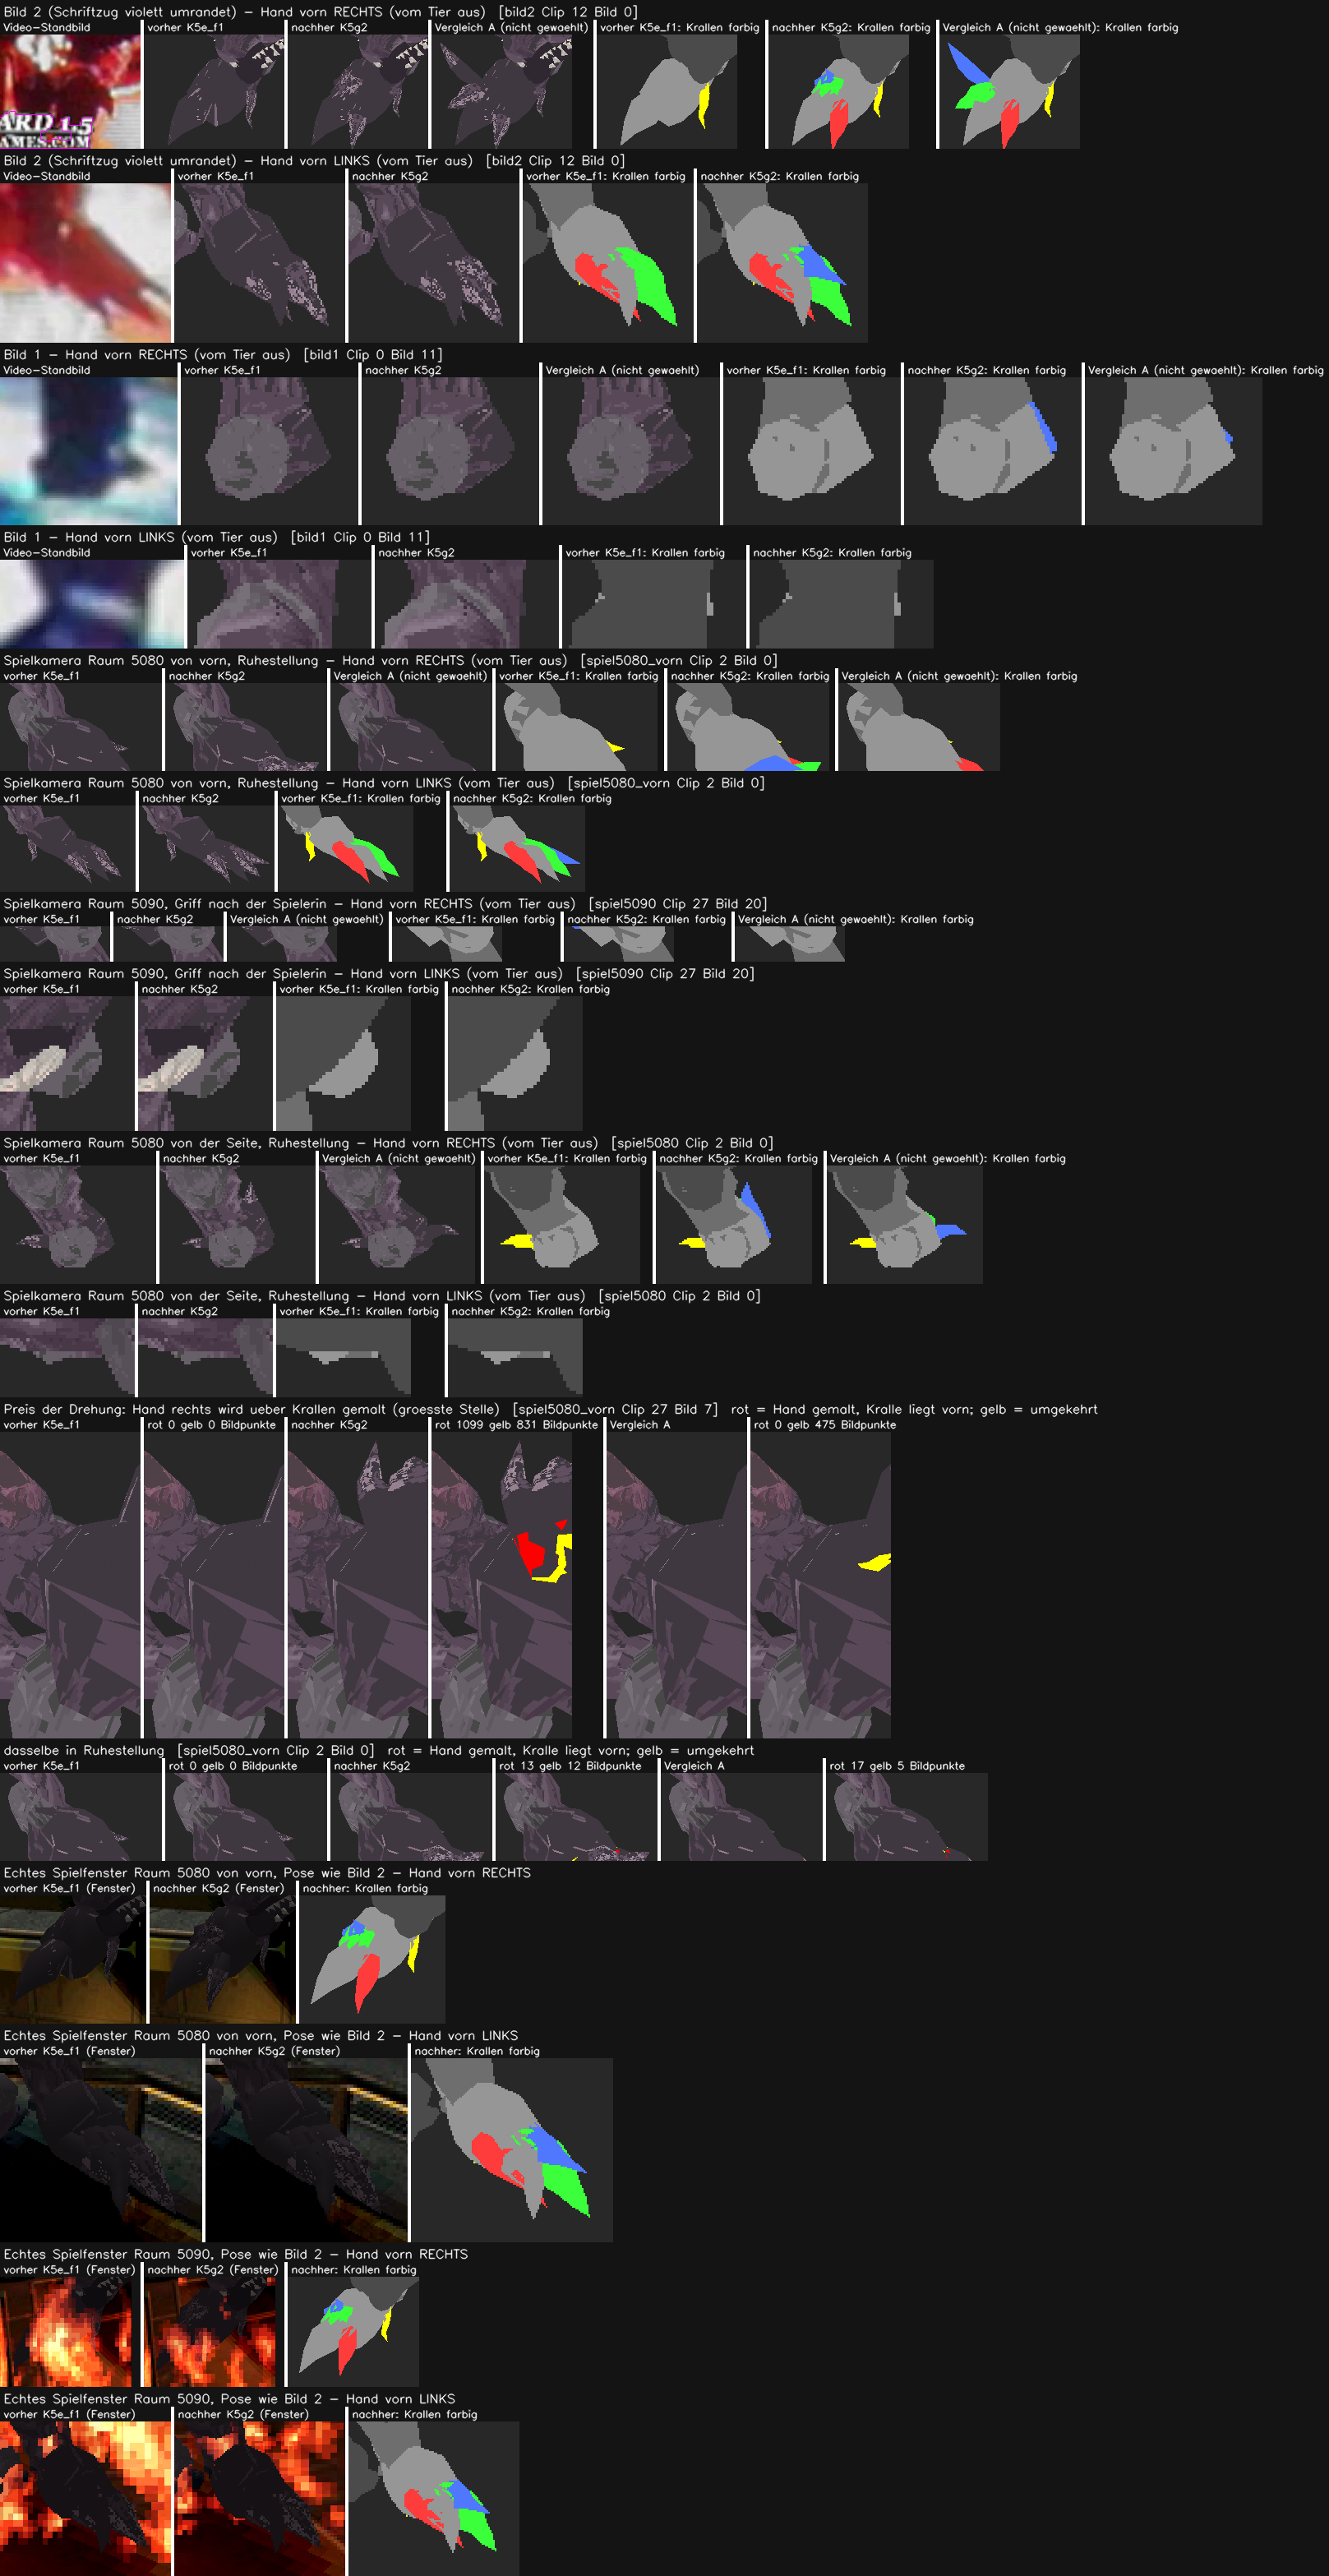 Bild 2 (Schriftzug violett umrandet) – Hand vorn RECHTS (vom Tier aus) [bild2 Clip 12 Bild 0]
Video-Standbild vorher K5e_f1 nachher K5g2 Vergleich A (nicht gewaehlt) vorher K5e_f1: Krallen farbig nachher K5g2: Krallen farbig Vergleich A (nicht gewaehlt): Krallen farbig
ARD 1.5
AMES.COM
Bild 2 (Schriftzug violett umrandet) – Hand vorn LINKS (vom Tier aus) [bild2 Clip 12 Bild 0]
Video-Standbild vorher K5e_f1 nachher K5g2 vorher K5e_f1: Krallen farbig nachher K5g2: Krallen farbig
Bild 1 – Hand vorn RECHTS (vom Tier aus) [bild1 Clip 0 Bild 11]
Video-Standbild vorher K5e_f1 nachher K5g2 Vergleich A (nicht gewaehlt) vorher K5e_f1: Krallen farbig nachher K5g2: Krallen farbig Vergleich A (nicht gewaehlt): Krallen farbig
Bild 1 – Hand vorn LINKS (vom Tier aus) [bild1 Clip 0 Bild 11]
Video-Standbild vorher K5e_f1 nachher K5g2 vorher K5e_f1: Krallen farbig nachher K5g2: Krallen farbig
Spielkamera Raum 5080 von vorn, Ruhestellung – Hand vorn RECHTS (vom Tier aus) [spiel5080_vorn Clip 2 Bild 0]
vorher K5e_f1 nachher K5g2 Vergleich A (nicht gewaehlt) vorher K5e_f1: Krallen farbig nachher K5g2: Krallen farbig Vergleich A (nicht gewaehlt): Krallen farbig
Spielkamera Raum 5080 von vorn, Ruhestellung – Hand vorn LINKS (vom Tier aus) [spiel5080_vorn Clip 2 Bild 0]
vorher K5e_f1 nachher K5g2 vorher K5e_f1: Krallen farbig nachher K5g2: Krallen farbig
Spielkamera Raum 5090, Griff nach der Spielerin – Hand vorn RECHTS (vom Tier aus) [spiel5090 Clip 27 Bild 20]
vorher K5e_f1 nachher K5g2 Vergleich A (nicht gewaehlt) vorher K5e_f1: Krallen farbig nachher K5g2: Krallen farbig Vergleich A (nicht gewaehlt): Krallen farbig
Spielkamera Raum 5090, Griff nach der Spielerin – Hand vorn LINKS (vom Tier aus) [spiel5090 Clip 27 Bild 20]
vorher K5e_f1 nachher K5g2 vorher K5e_f1: Krallen farbig nachher K5g2: Krallen farbig
Spielkamera Raum 5080 von der Seite, Ruhestellung – Hand vorn RECHTS (vom Tier aus) [spiel5080 Clip 2 Bild 0]
vorher K5e_f1 nachher K5g2 Vergleich A (nicht gewaehlt) vorher K5e_f1: Krallen farbig nachher K5g2: Krallen farbig Vergleich A (nicht gewaehlt): Krallen farbig
Spielkamera Raum 5080 von der Seite, Ruhestellung – Hand vorn LINKS (vom Tier aus) [spiel5080 Clip 2 Bild 0]
vorher K5e_f1 nachher K5g2 vorher K5e_f1: Krallen farbig nachher K5g2: Krallen farbig
Preis der Drehung: Hand rechts wird ueber Krallen gemalt (groesste Stelle) [spiel5080_vorn Clip 27 Bild 7] rot = Hand gemalt, Kralle liegt vorn; gelb = umgekehrt
vorher K5e_f1 rot 0 gelb 0 Bildpunkte nachher K5g2 rot 1099 gelb 831 Bildpunkte Vergleich A rot 0 gelb 475 Bildpunkte
dasselbe in Ruhestellung [spiel5080_vorn Clip 2 Bild 0] rot = Hand gemalt, Kralle liegt vorn; gelb = umgekehrt
vorher K5e_f1 rot 0 gelb 0 Bildpunkte nachher K5g2 rot 13 gelb 12 Bildpunkte Vergleich A rot 17 gelb 5 Bildpunkte
Echtes Spielfenster Raum 5080 von vorn, Pose wie Bild 2 – Hand vorn RECHTS
vorher K5e_f1 (Fenster) nachher K5g2 (Fenster) nachher: Krallen farbig
Echtes Spielfenster Raum 5080 von vorn, Pose wie Bild 2 – Hand vorn LINKS
vorher K5e_f1 (Fenster) nachher K5g2 (Fenster) nachher: Krallen farbig
Echtes Spielfenster Raum 5090, Pose wie Bild 2 – Hand vorn RECHTS
vorher K5e_f1 (Fenster) nachher K5g2 (Fenster) nachher: Krallen farbig
Echtes Spielfenster Raum 5090, Pose wie Bild 2 – Hand vorn LINKS
vorher K5e_f1 (Fenster) nachher K5g2 (Fenster) nachher: Krallen farbig